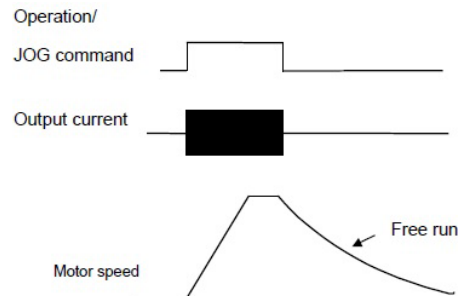 Operation/
JOG command
Output current
Free run
Motor speed